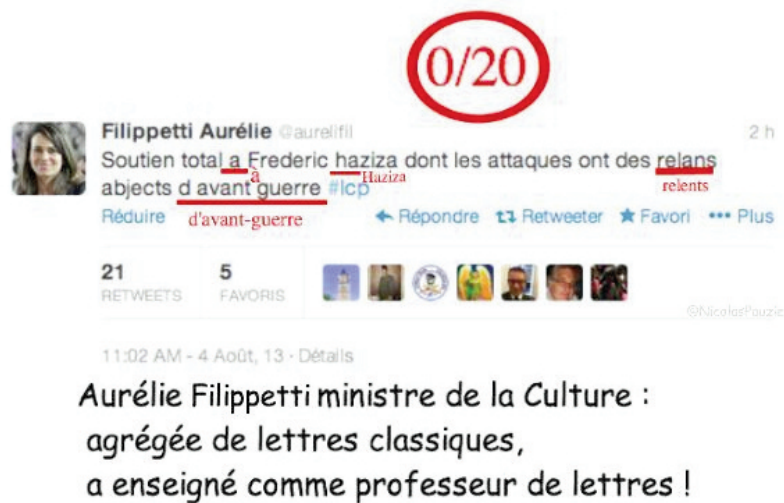 0/20
Filippetti Aurélie @aurelifil 2 h
Soutien total a Frederic haziza dont les attaques ont des relans
à Haziza relents
abjects d avant guerre #lcp
d'avant-guerre
Réduire Répondre Retweeter Favori Plus
21 5
RETWEETS FAVORIS
@NicolasPauzie
11:02 AM - 4 Août, 13 · Détails
Aurélie Filippetti ministre de la Culture :
agrégée de lettres classiques,
a enseigné comme professeur de lettres !